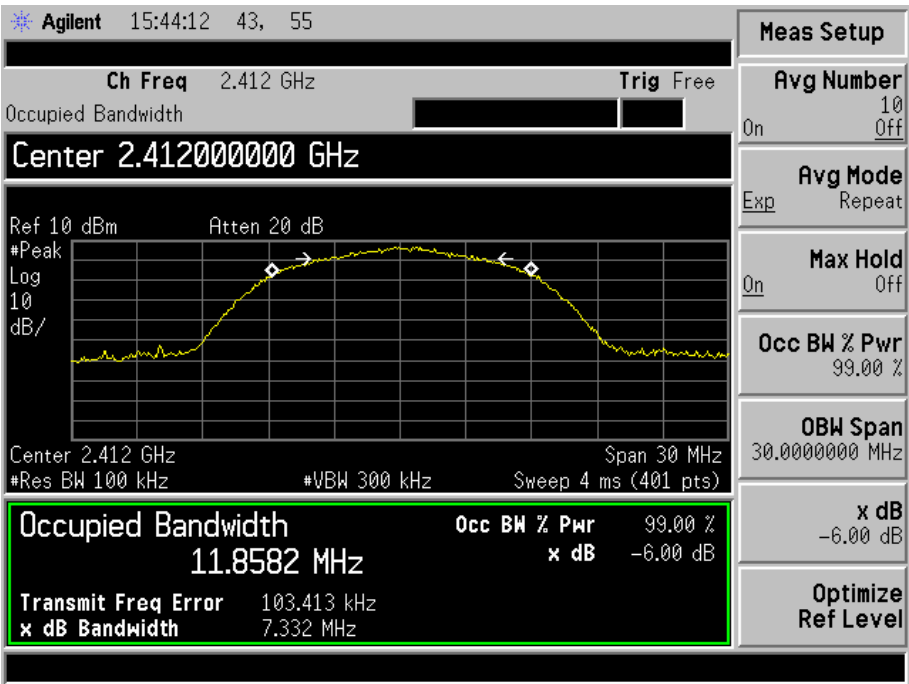 Agilent 15:44:12 43, 55
Ch Freq 2.412 GHz Trig Free
Occupied Bandwidth
Center 2.412000000 GHz
Ref 10 dBm Atten 20 dB
#Peak
Log
10
dB/
Center 2.412 GHz Span 30 MHz
#Res BW 100 kHz #VBW 300 kHz Sweep 4 ms (401 pts)
Occupied Bandwidth Occ BW % Pwr 99.00 %
11.8582 MHz x dB -6.00 dB
Transmit Freq Error 103.413 kHz
x dB Bandwidth 7.332 MHz
Meas Setup
Avg Number
10
On Off
Avg Mode
Exp Repeat
Max Hold
On Off
Occ BW % Pwr
99.00 %
OBW Span
30.0000000 MHz
x dB
-6.00 dB
Optimize
Ref Level